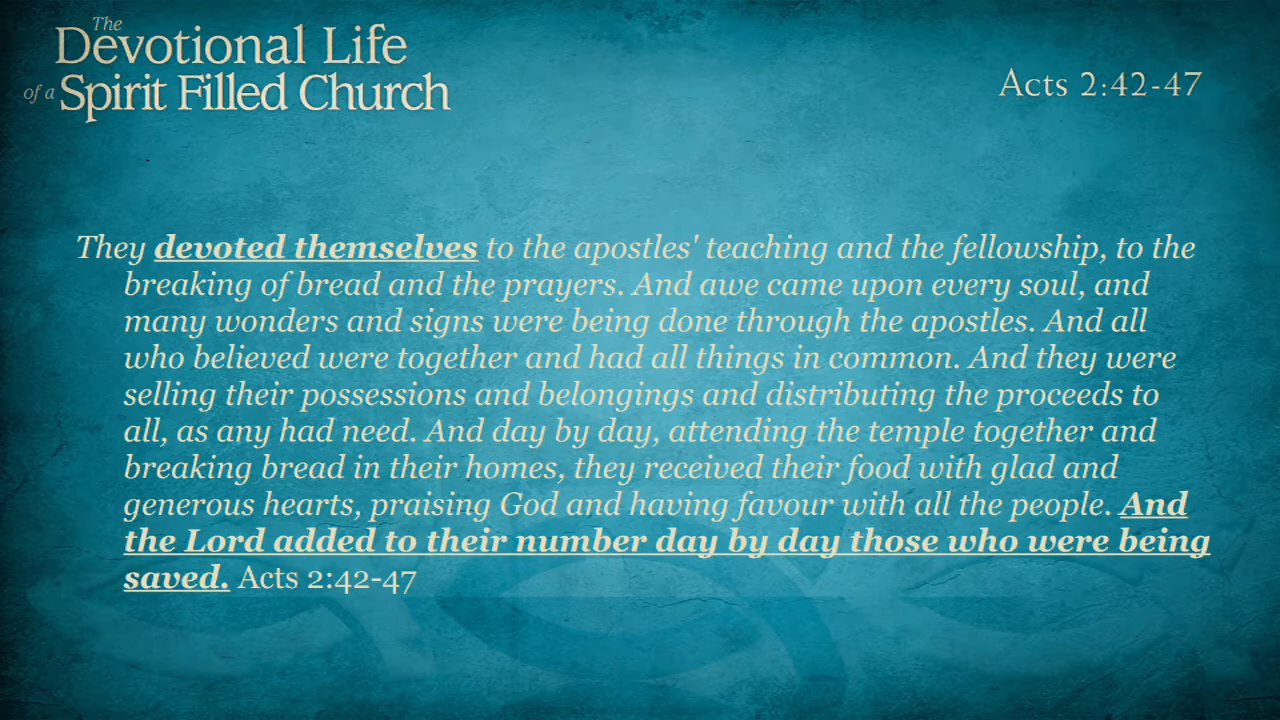 The
Devotional Life
of a Spirit Filled Church
Acts 2:42-47
They devoted themselves to the apostles' teaching and the fellowship, to the
breaking of bread and the prayers. And awe came upon every soul, and
many wonders and signs were being done through the apostles. And all
who believed were together and had all things in common. And they were
selling their possessions and belongings and distributing the proceeds to
all, as any had need. And day by day, attending the temple together and
breaking bread in their homes, they received their food with glad and
generous hearts, praising God and having favour with all the people. And
the Lord added to their number day by day those who were being
saved. Acts 2:42-47